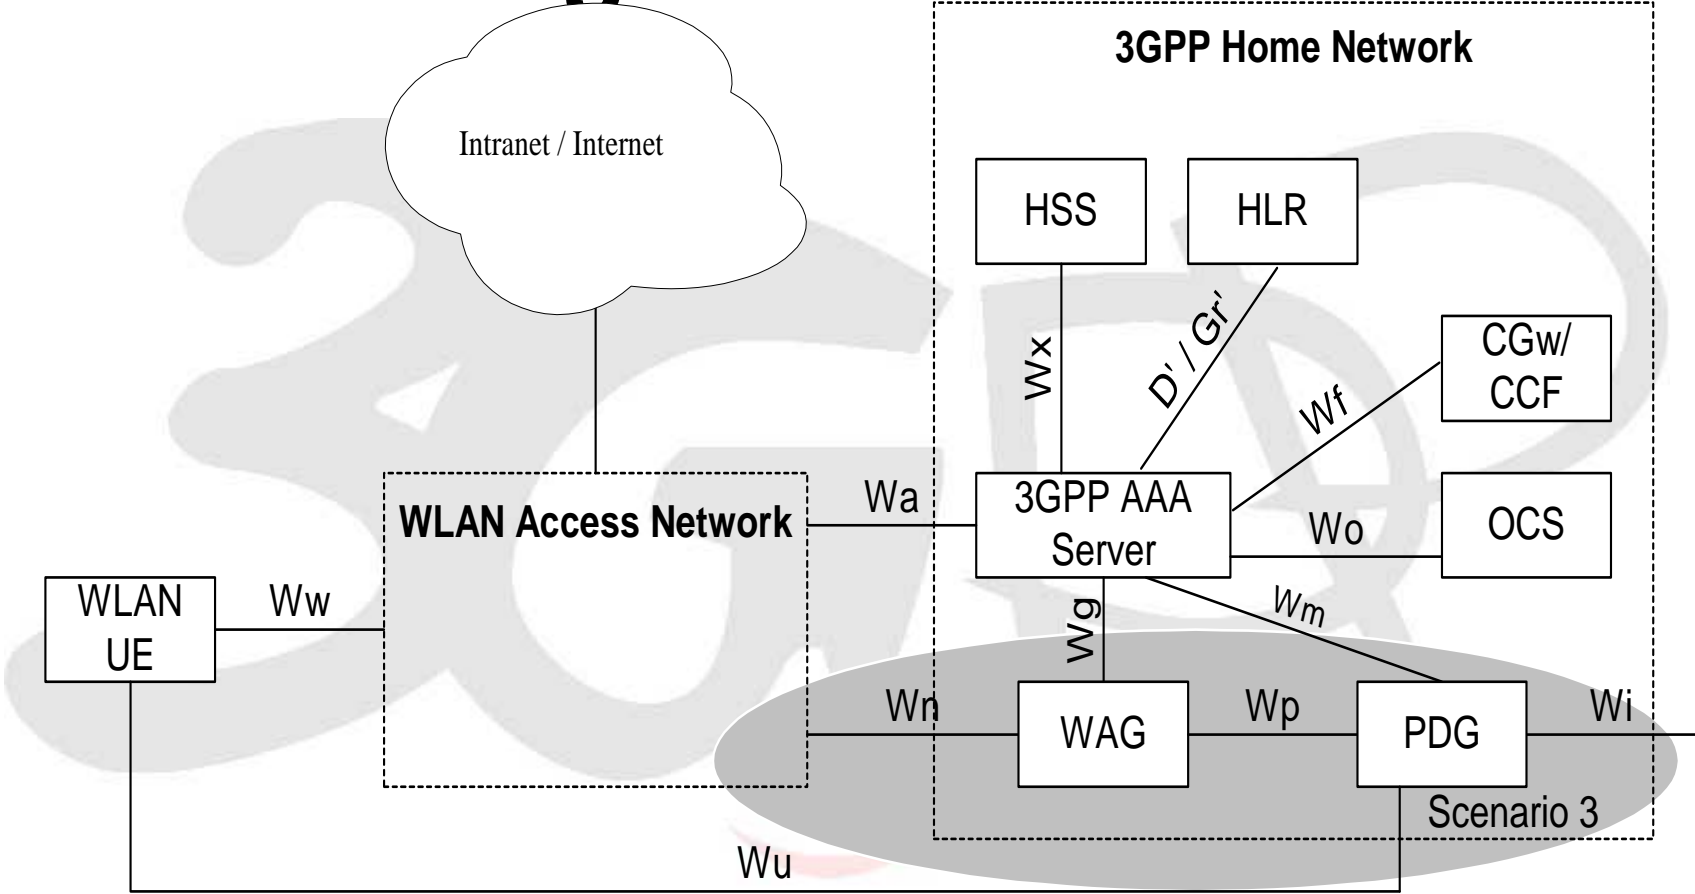 3GPP Home Network
Intranet / Internet
HSS
HLR
Wx
D' / Gr'
CGw/
CCF
Wf
Wa
3GPP AAA
Server
Wo
OCS
WLAN Access Network
WLAN
UE
Ww
Wg
Wm
Wn
WAG
Wp
PDG
Wi
Scenario 3
Wu